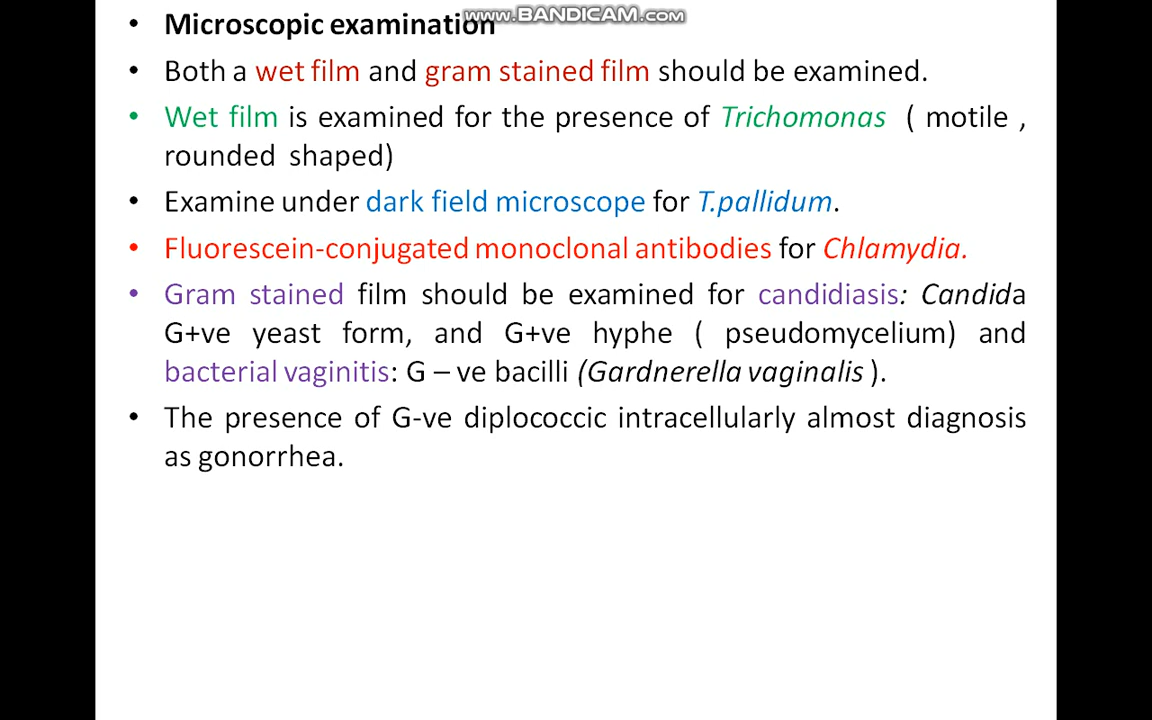 www.BANDICAM.com
• Microscopic examination
• Both a wet film and gram stained film should be examined.
• Wet film is examined for the presence of Trichomonas ( motile ,
rounded shaped)
• Examine under dark field microscope for T.pallidum.
• Fluorescein-conjugated monoclonal antibodies for Chlamydia.
• Gram stained film should be examined for candidiasis: Candida
G+ve yeast form, and G+ve hyphe ( pseudomycelium) and
bacterial vaginitis: G – ve bacilli (Gardnerella vaginalis ).
• The presence of G-ve diplococcic intracellularly almost diagnosis
as gonorrhea.